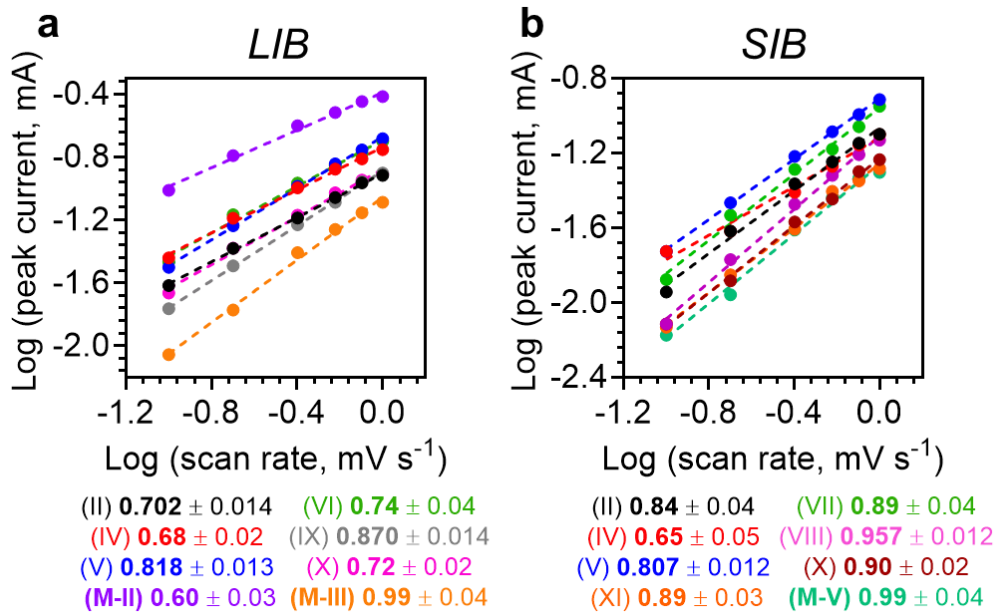 a
LIB
Log (peak current, mA)
-0.4
-0.8
-1.2
-1.6
-2.0
-1.2 -0.8 -0.4 0.0
Log (scan rate, mV s⁻¹)
(II) 0.702 ± 0.014 (VI) 0.74 ± 0.04
(IV) 0.68 ± 0.02 (IX) 0.870 ± 0.014
(V) 0.818 ± 0.013 (X) 0.72 ± 0.02
(M-II) 0.60 ± 0.03 (M-III) 0.99 ± 0.04
b
SIB
Log (peak current, mA)
-0.8
-1.2
-1.6
-2.0
-2.4
-1.2 -0.8 -0.4 0.0
Log (scan rate, mV s⁻¹)
(II) 0.84 ± 0.04 (VII) 0.89 ± 0.04
(IV) 0.65 ± 0.05 (VIII) 0.957 ± 0.012
(V) 0.807 ± 0.012 (X) 0.90 ± 0.02
(XI) 0.89 ± 0.03 (M-V) 0.99 ± 0.04